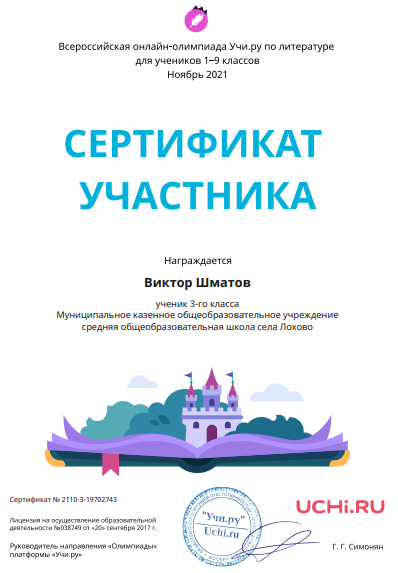 Всероссийская онлайн-олимпиада Учи.ру по литературе
для учеников 1–9 классов
Ноябрь 2021
СЕРТИФИКАТ
УЧАСТНИКА
Награждается
Виктор Шматов
ученик 3-го класса
Муниципальное казенное общеобразовательное учреждение
средняя общеобразовательная школа села Лохово
Сертификат № 2110-3-19702743
Лицензия на осуществление образовательной
деятельности №038749 от «20» сентября 2017 г.
Руководитель направления «Олимпиады»
платформы «Учи.ру»
"Учи.ру"
Uchi.ru
UCHi.RU
Г. Г. Симонян